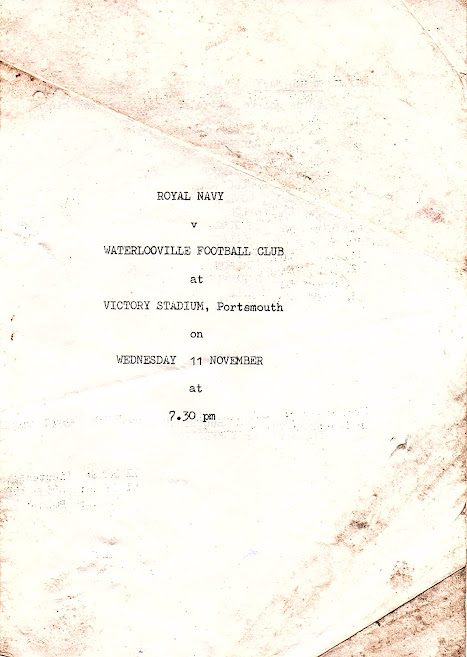 ROYAL NAVY
v
WATERLOOVILLE FOOTBALL CLUB
at
VICTORY STADIUM, Portsmouth
on
WEDNESDAY 11 NOVEMBER
at
7.30 pm